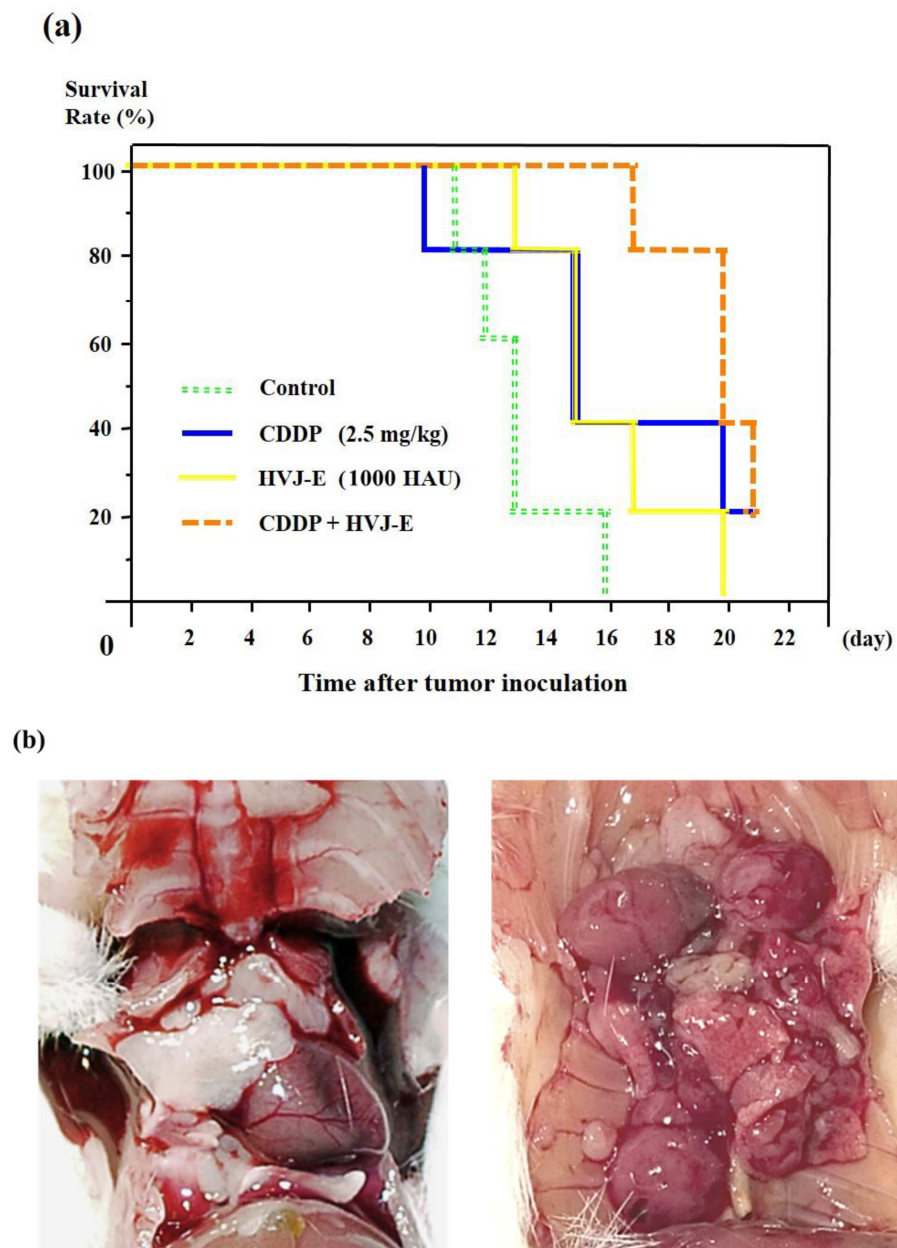 (a)
Survival
Rate (%)
100
80
60
40
20
0
Control
CDDP (2.5 mg/kg)
HVJ-E (1000 HAU)
CDDP + HVJ-E
2 4 6 8 10 12 14 16 18 20 22 (day)
Time after tumor inoculation
(b)